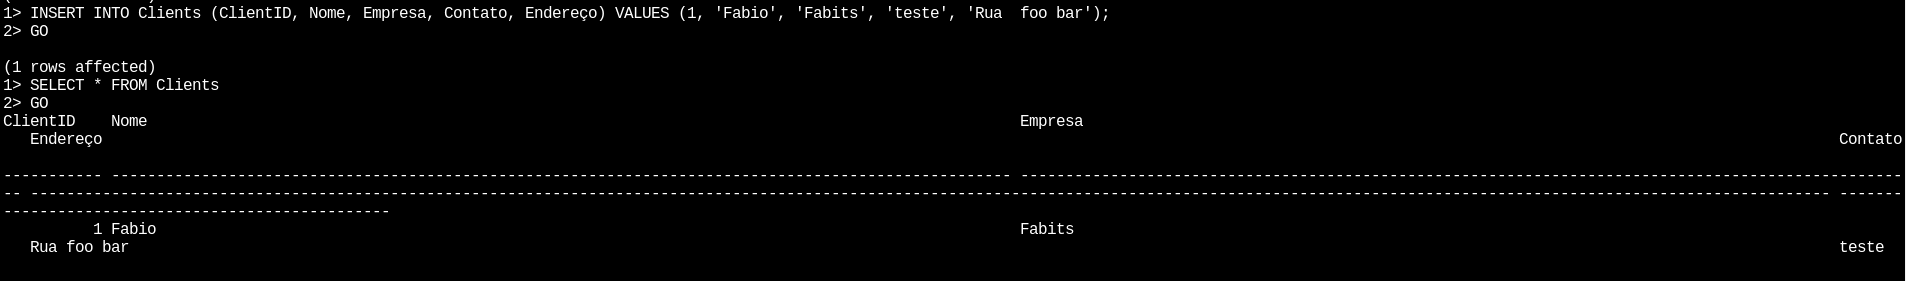 1> INSERT INTO Clients (ClientID, Nome, Empresa, Contato, Endereço) VALUES (1, 'Fabio', 'Fabits', 'teste', 'Rua  foo bar');
2> GO
(1 rows affected)
1> SELECT * FROM Clients
2> GO
ClientID    Nome    Empresa
Endereço    Contato
----------- ---------------------------------------------------------------------------------------------------- --------------------------------------------------------------------------------------------------
-- -------------------------------------------------------------------------------------------------------------------------------------------------------------------------------------------------------- -------
-------------------------------------------
1 Fabio    Fabits
Rua foo bar    teste